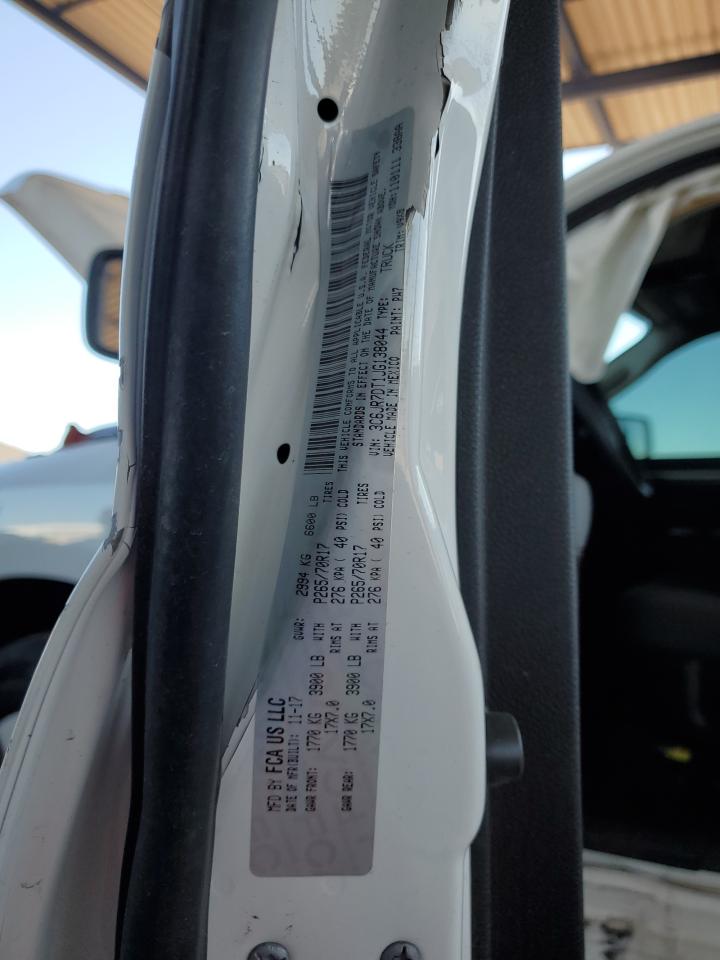 MFD BY FCA US LLC
DATE OF MFR(BUILT): 11-17 GVWR: 2994 KG 6600 LB
GAWR FRONT: 1770 KG 3900 LB WITH P265/70R17 TIRES
17X7.0 RIMS AT 276 KPA ( 40 PSI) COLD
GAWR REAR: 1770 KG 3900 LB WITH P265/70R17 TIRES
17X7.0 RIMS AT 276 KPA ( 40 PSI) COLD
THIS VEHICLE CONFORMS TO ALL APPLICABLE U.S.A. FEDERAL MOTOR VEHICLE SAFETY
STANDARDS IN EFFECT ON THE DATE OF MANUFACTURE SHOWN ABOVE.
VIN: 3C6JR7DT1JG138044 TYPE: TRUCK
VEHICLE MADE IN MEXICO PAINT: PW7 TRIM: